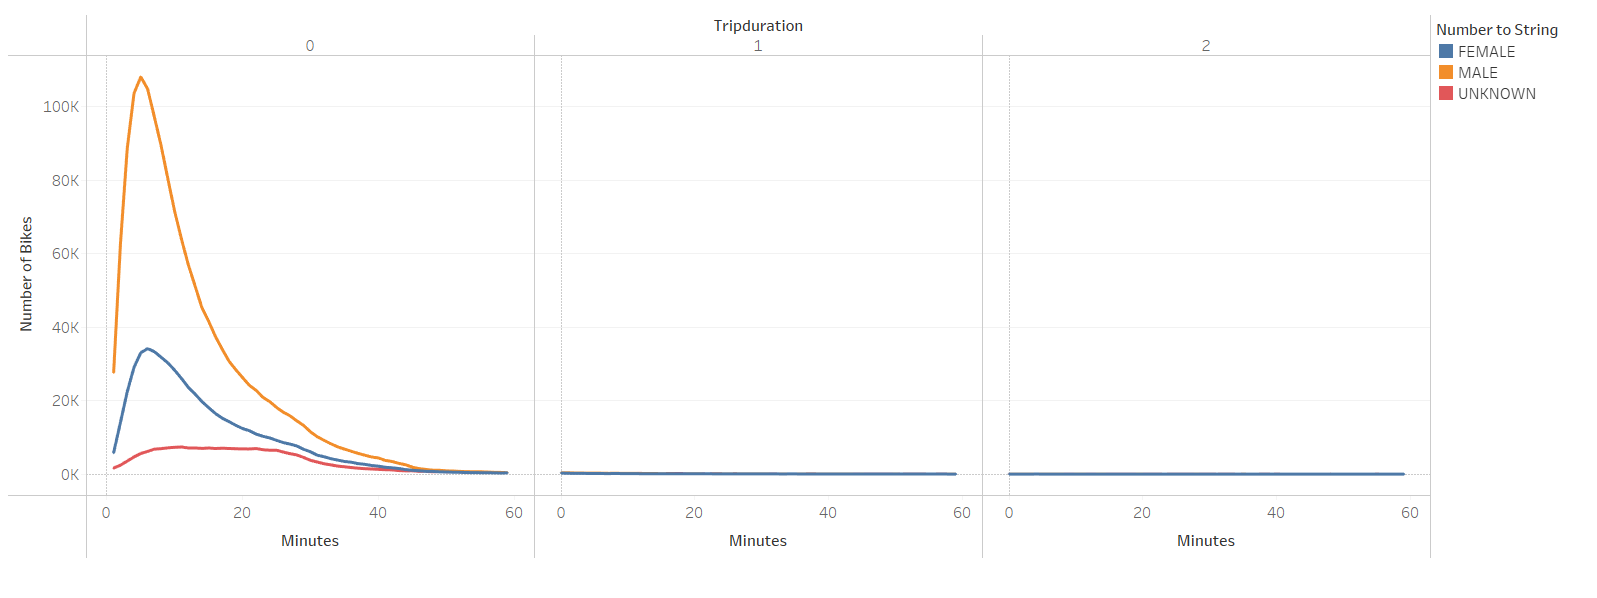 Tripduration
0 1 2
Number to String
FEMALE
MALE
UNKNOWN
Number of Bikes
100K
80K
60K
40K
20K
0K
0 20 40 60 0 20 40 60 0 20 40 60
Minutes Minutes Minutes